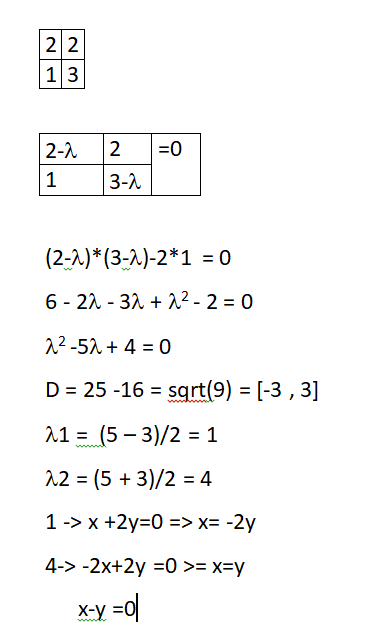 2 2
1 3
2-λ 2 =0
1 3-λ
(2-λ)*(3-λ)-2*1 = 0
6 - 2λ - 3λ + λ² - 2 = 0
λ² -5λ + 4 = 0
D = 25 -16 = sqrt(9) = [-3 , 3]
λ1 = (5 – 3)/2 = 1
λ2 = (5 + 3)/2 = 4
1 -> x +2y=0 => x= -2y
4-> -2x+2y =0 >= x=y
x-y =0